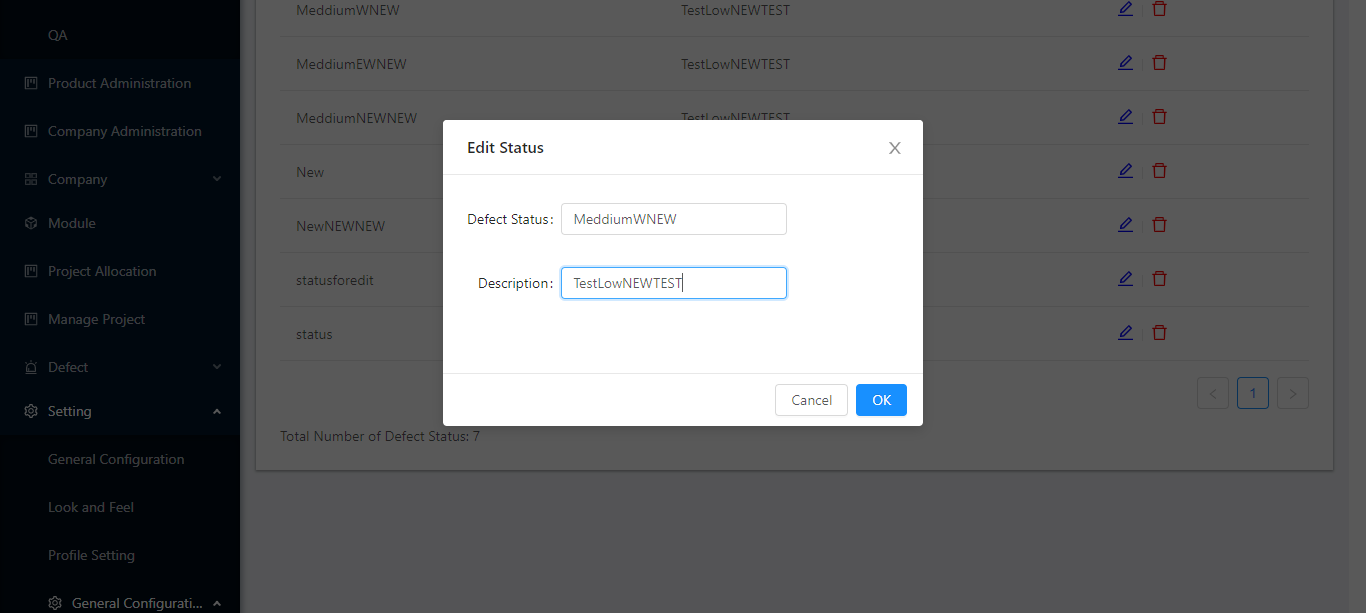 QA
Product Administration
Company Administration
Company
Module
Project Allocation
Manage Project
Defect
Setting
General Configuration
Look and Feel
Profile Setting
General Configurati...
MeddiumWNEW TestLowNEWTEST
MeddiumEWNEW TestLowNEWTEST
MeddiumNEWNEW TestLowNEWTEST
New
NewNEWNEW
statusforedit
status
< 1 >
Total Number of Defect Status: 7
Edit Status
Defect Status: MeddiumWNEW
Description: TestLowNEWTEST
Cancel OK